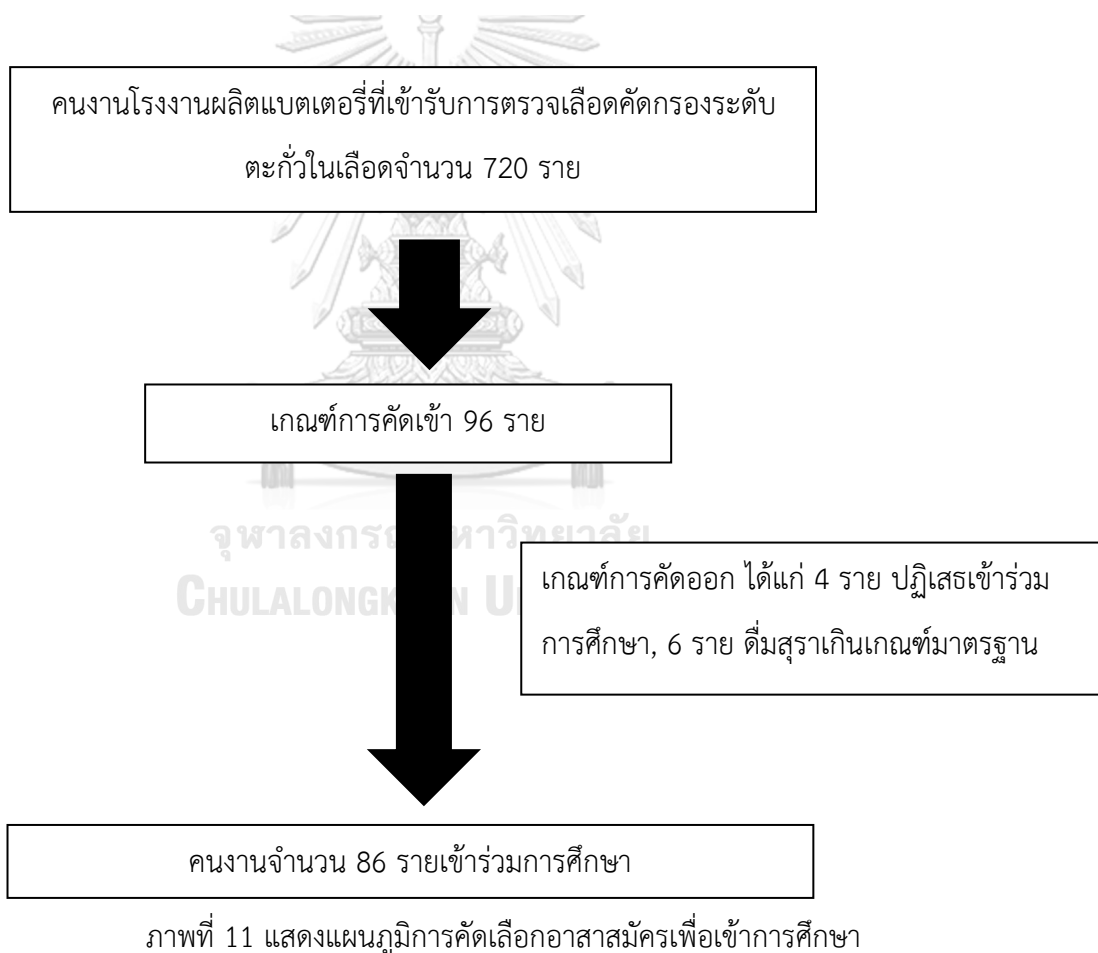 คนงานโรงงานผลิตแบตเตอรี่ที่เข้ารับการตรวจเลือดคัดกรองระดับ
ตะกั่วในเลือดจำนวน 720 ราย
เกณฑ์การคัดเข้า 96 ราย
เกณฑ์การคัดออก ได้แก่ 4 ราย ปฏิเสธเข้าร่วม
การศึกษา, 6 ราย ดื่มสุราเกินเกณฑ์มาตรฐาน
คนงานจำนวน 86 รายเข้าร่วมการศึกษา
ภาพที่ 11 แสดงแผนภูมิการคัดเลือกอาสาสมัครเพื่อเข้าการศึกษา